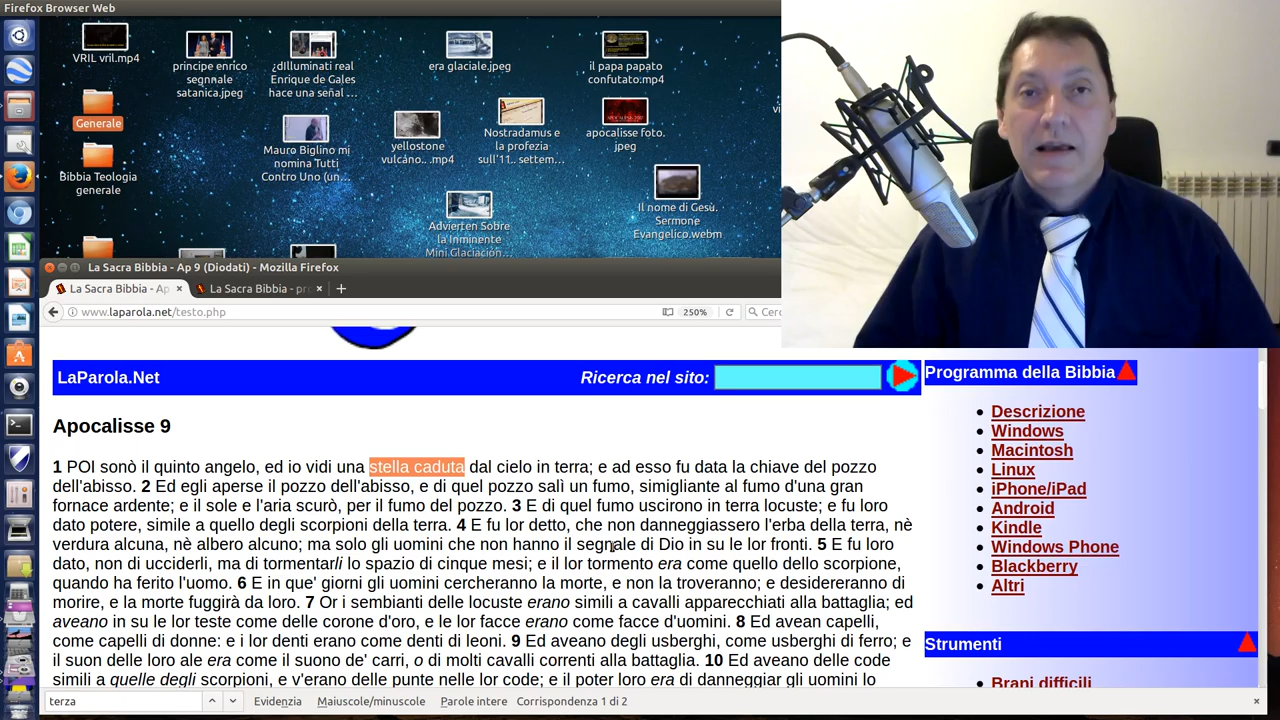 Firefox Browser Web
VRIL vril.mp4
principe enrico
segnnale
satanica.jpeg
¿dIlluminati real
Enrique de Gales
hace una señal ...
era glaciale.jpeg
il papa papato
confutato:mp4
Generale
Mauro Biglino mi
nomina Tutti
Contro Uno (un...
yellostone
vulcáno.. ..mp4
Nostradamus e
la profezia
sull'11.. settem...
apocalisse foto.
jpeg
Bibbia Teologia
generale
Advierten Sobre
la Inminente
Mini Glaciación...
Il nome di Gesù.
Sermone
Evangelico.webm
La Sacra Bibbia - Ap 9 (Diodati) - Mozilla Firefox
La Sacra Bibbia - Ap
La Sacra Bibbia - pr
www.laparola.net/testo.php
250%
Cerc
LaParola.Net
Ricerca nel sito:
Programma della Bibbia
Descrizione
Windows
Macintosh
Linux
iPhone/iPad
Android
Kindle
Windows Phone
Blackberry
Altri
Strumenti
Brani difficili
Apocalisse 9
1 POI sonò il quinto angelo, ed io vidi una stella caduta dal cielo in terra; e ad esso fu data la chiave del pozzo
dell'abisso. 2 Ed egli aperse il pozzo dell'abisso, e di quel pozzo salì un fumo, simigliante al fumo d'una gran
fornace ardente; e il sole e l'aria scurò, per il fumo del pozzo. 3 E di quel fumo uscirono in terra locuste; e fu loro
dato potere, simile a quello degli scorpioni della terra. 4 E fu lor detto, che non danneggiassero l'erba della terra, nè
verdura alcuna, nè albero alcuno; ma solo gli uomini che non hanno il segnale di Dio in su le lor fronti. 5 E fu loro
dato, non di ucciderli, ma di tormentarli lo spazio di cinque mesi; e il lor tormento era come quello dello scorpione,
quando ha ferito l'uomo. 6 E in que' giorni gli uomini cercheranno la morte, e non la troveranno; e desidereranno di
morire, e la morte fuggirà da loro. 7 Or i sembianti delle locuste erano simili a cavalli apparecchiati alla battaglia; ed
aveano in su le lor teste come delle corone d'oro, e le lor facce erano come facce d'uomini. 8 Ed avean capelli,
come capelli di donne: e i lor denti erano come denti di leoni. 9 Ed aveano degli usberghi, come usberghi di ferro; e
il suon delle loro ale era come il suono de' carri, o di molti cavalli correnti alla battaglia. 10 Ed aveano delle code
simili a quelle degli scorpioni, e v'erano delle punte nelle lor code; e il poter loro era di danneggiar gli uomini lo
terza
Evidenzia
Maiuscole/minuscole
Parole intere
Corrispondenza 1 di 2